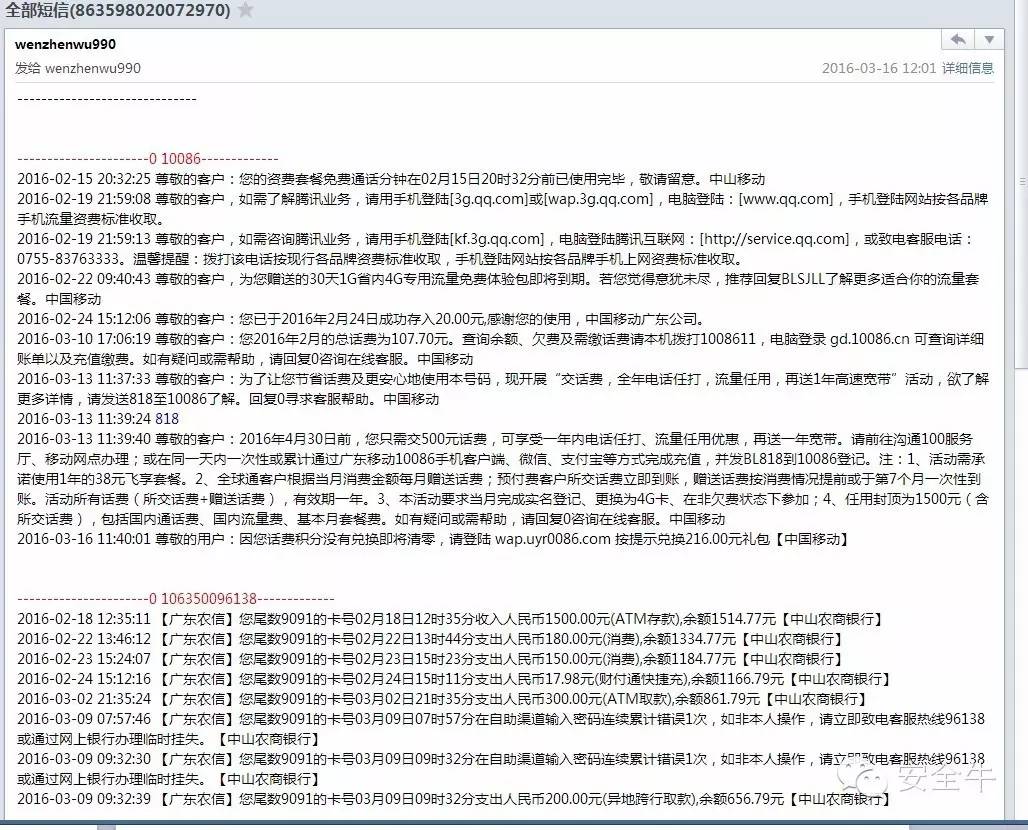 全部短信(863598020072970)
wenzhenwu990
发给 wenzhenwu990
2016-03-16 12:01 详细信息
------------------------------
----------------------0 10086-------------
2016-02-15 20:32:25 尊敬的客户：您的资费套餐免费通话分钟在02月15日20时32分前已使用完毕，敬请留意。中山移动
2016-02-19 21:59:08 尊敬的客户，如需了解腾讯业务，请用手机登陆[3g.qq.com]或[wap.3g.qq.com]，电脑登陆：[www.qq.com]，手机登陆网站按各品牌
手机流量资费标准收取。
2016-02-19 21:59:13 尊敬的客户，如需咨询腾讯业务，请用手机登陆[kf.3g.qq.com]，电脑登陆腾讯互联网：[http://service.qq.com]，或致电客服电话：
0755-83763333。温馨提醒：拨打该电话按现行各品牌资费标准收取，手机登陆网站按各品牌手机上网资费标准收取。
2016-02-22 09:40:43 尊敬的客户，为您赠送的30天1G省内4G专用流量免费体验包即将到期。若您觉得意犹未尽，推荐回复BLSJLL了解更多适合你的流量套
餐。中国移动
2016-02-24 15:12:06 尊敬的客户：您已于2016年2月24日成功存入20.00元,感谢您的使用，中国移动广东公司。
2016-03-10 17:06:19 尊敬的客户：您2016年2月的总话费为107.70元。查询余额、欠费及需缴话费请本机拨打1008611，电脑登录 gd.10086.cn 可查询详细
账单以及充值缴费。如有疑问或需帮助，请回复0咨询在线客服。中国移动
2016-03-13 11:37:33 尊敬的客户：为了让您节省话费及更安心地使用本号码，现开展“交话费，全年电话任打，流量任用，再送1年高速宽带”活动，欲了解
更多详情，请发送818至10086了解。回复0寻求客服帮助。中国移动
2016-03-13 11:39:24 818
2016-03-13 11:39:40 尊敬的客户：2016年4月30日前，您只需交500元话费，可享受一年内电话任打、流量任用优惠，再送一年宽带。请前往沟通100服务
厅、移动网点办理；或在同一天内一次性或累计通过广东移动10086手机客户端、微信、支付宝等方式完成充值，并发BL818到10086登记。注：1、活动需承
诺使用1年的38元飞享套餐。2、全球通客户根据当月消费金额每月赠送话费；预付费客户所交话费立即到账，赠送话费按消费情况提前或于第7个月一次性到
账。活动所有话费（所交话费+赠送话费），有效期一年。3、本活动要求当月完成实名登记、更换为4G卡、在非欠费状态下参加；4、任用封顶为1500元（含
所交话费），包括国内通话费、国内流量费、基本月套餐费。如有疑问或需帮助，请回复0咨询在线客服。中国移动
2016-03-16 11:40:01 尊敬的用户：因您话费积分没有兑换即将清零，请登陆 wap.uyr0086.com 按提示兑换216.00元礼包【中国移动】
----------------------0 106350096138-------------
2016-02-18 12:35:11 【广东农信】您尾数9091的卡号02月18日12时35分收入人民币1500.00元(ATM存款),余额1514.77元【中山农商银行】
2016-02-22 13:46:12 【广东农信】您尾数9091的卡号02月22日13时44分支出人民币180.00元(消费),余额1334.77元【中山农商银行】
2016-02-23 15:24:07 【广东农信】您尾数9091的卡号02月23日15时23分支出人民币150.00元(消费),余额1184.77元【中山农商银行】
2016-02-24 15:12:16 【广东农信】您尾数9091的卡号02月24日15时11分支出人民币17.98元(财付通快捷充),余额1166.79元【中山农商银行】
2016-03-02 21:35:24 【广东农信】您尾数9091的卡号03月02日21时35分支出人民币300.00元(ATM取款),余额861.79元【中山农商银行】
2016-03-09 07:57:46 【广东农信】您尾数9091的卡号03月09日07时57分在自助渠道输入密码连续累计错误1次，如非本人操作，请立即致电客服热线96138
或通过网上银行办理临时挂失。【中山农商银行】
2016-03-09 09:32:30 【广东农信】您尾数9091的卡号03月09日09时32分在自助渠道输入密码连续累计错误1次，如非本人操作，请立即致电客服热线96138
或通过网上银行办理临时挂失。【中山农商银行】
2016-03-09 09:32:39 【广东农信】您尾数9091的卡号03月09日09时32分支出人民币200.00元(异地跨行取款),余额656.79元【中山农商银行】
安全牛